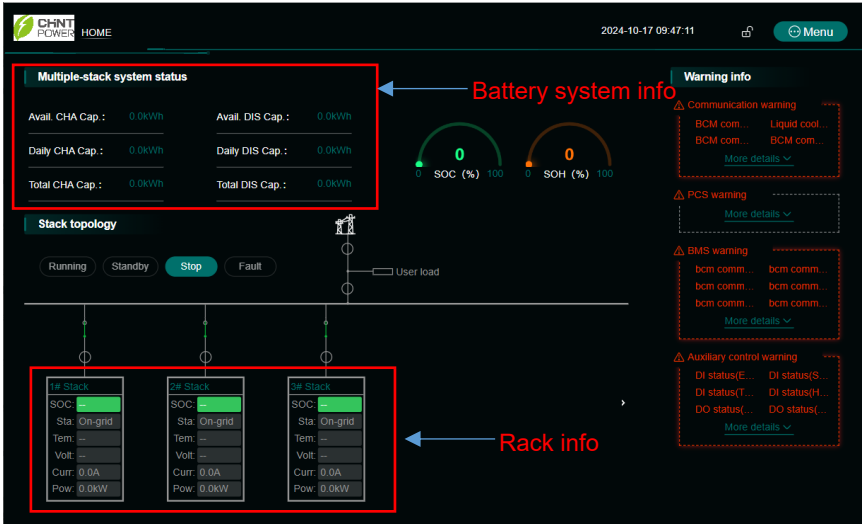 CHNT
POWER
HOME
2024-10-17 09:47:11
Menu
Multiple-stack system status
Avail. CHA Cap.: 0.0kWh Avail. DIS Cap.: 0.0kWh
Daily CHA Cap.: 0.0kWh Daily DIS Cap.: 0.0kWh
Total CHA Cap.: 0.0kWh Total DIS Cap.: 0.0kWh
Battery system info
0
0 SOC (%) 100
0
0 SOH (%) 100
Warning info
Communication warning
BCM com... Liquid cool...
BCM com... BCM com...
More details
PCS warning
More details
BMS warning
bcm comm... bcm comm...
bcm comm... bcm comm...
bcm comm... bcm comm...
More details
Auxiliary control warning
DI status(E... DI status(S...
DI status(T... DI status(H...
DO status(... DO status(...
More details
Stack topology
Running Standby Stop Fault
User load
1# Stack
SOC: --
Sta: On-grid
Tem: --
Volt: --
Curr: 0.0A
Pow: 0.0kW
2# Stack
SOC: --
Sta: On-grid
Tem: --
Volt: --
Curr: 0.0A
Pow: 0.0kW
3# Stack
SOC: --
Sta: On-grid
Tem: --
Volt: --
Curr: 0.0A
Pow: 0.0kW
Rack info